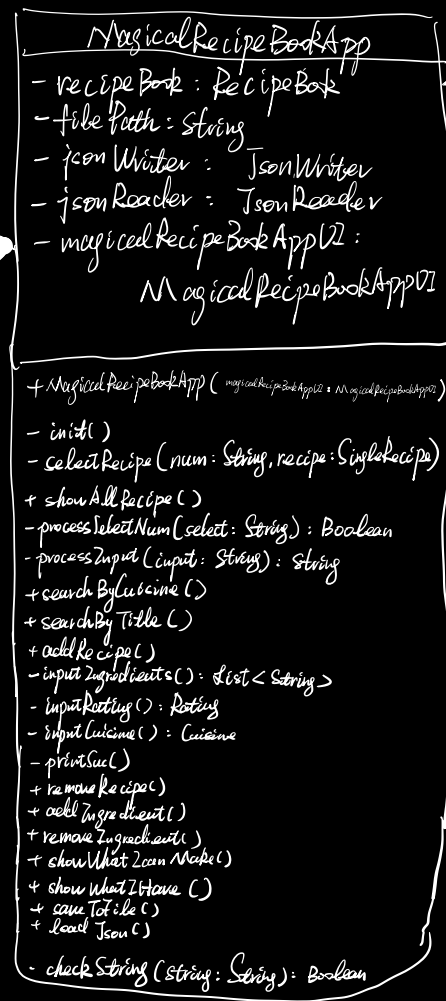 MagicalRecipeBookApp
- recipeBook : RecipeBook
- filePath : String
- jsonWriter : JsonWriter
- jsonReader : JsonReader
- magicalRecipeBookAppUI :
MagicalRecipeBookAppUI
+ MagicalRecipeBookApp( magicalRecipeBookAppUI : MagicalRecipeBookAppUI)
- init()
- selectRecipe(num: String, recipe: SingleRecipe)
+ showAllRecipe()
- processSelectNum(select: String) : Boolean
- processInput(input: String) : String
+ searchByCuisine()
+ searchByTitle()
+ addRecipe()
- inputIngredients() : List<String>
- inputRating() : Rating
- inputCuisine() : Cuisine
- printSuc()
+ removeRecipe()
+ addIngredient()
+ removeIngredient()
+ showWhatIcanMake()
+ showWhatIHave()
+ saveToFile()
+ loadJson()
- checkString(string: String) : Boolean